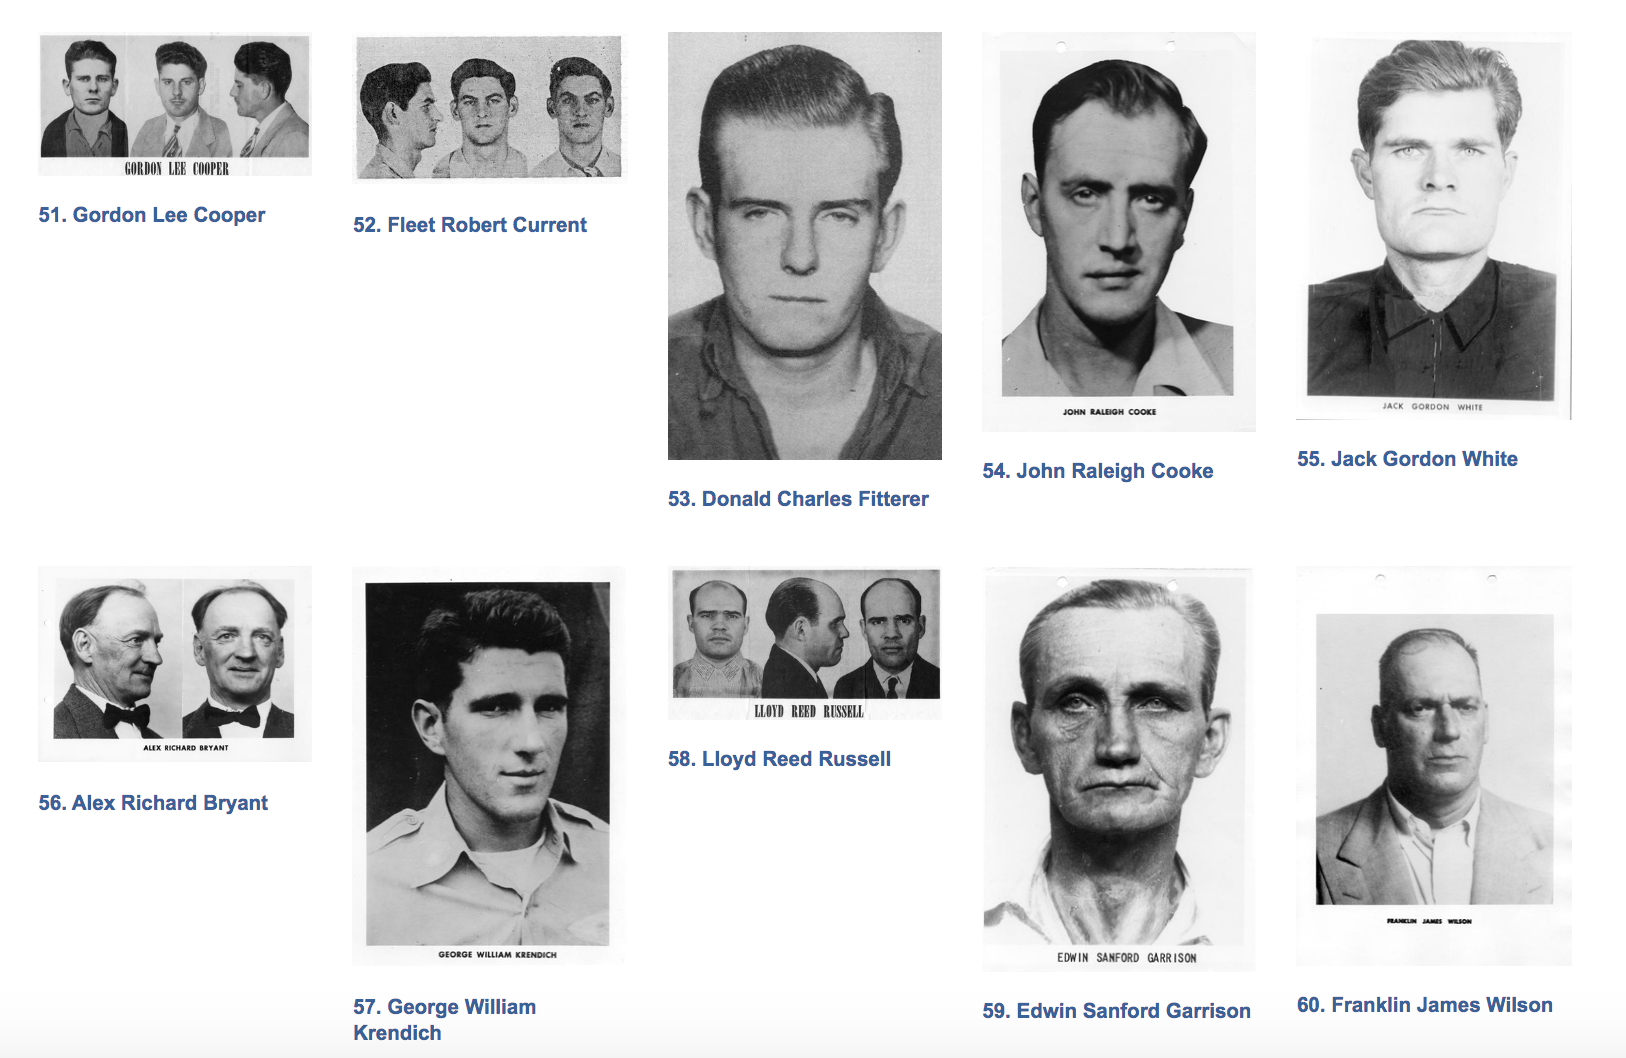 GORDON LEE COOPER
51. Gordon Lee Cooper
52. Fleet Robert Current
53. Donald Charles Fitterer
JOHN RALEIGH COOKE
54. John Raleigh Cooke
JACK GORDON WHITE
55. Jack Gordon White
ALEX RICHARD BRYANT
56. Alex Richard Bryant
GEORGE WILLIAM KRENDICH
57. George William
Krendich
LLOYD REED RUSSELL
58. Lloyd Reed Russell
EDWIN SANFORD GARRISON
59. Edwin Sanford Garrison
FRANKLIN JAMES WILSON
60. Franklin James Wilson